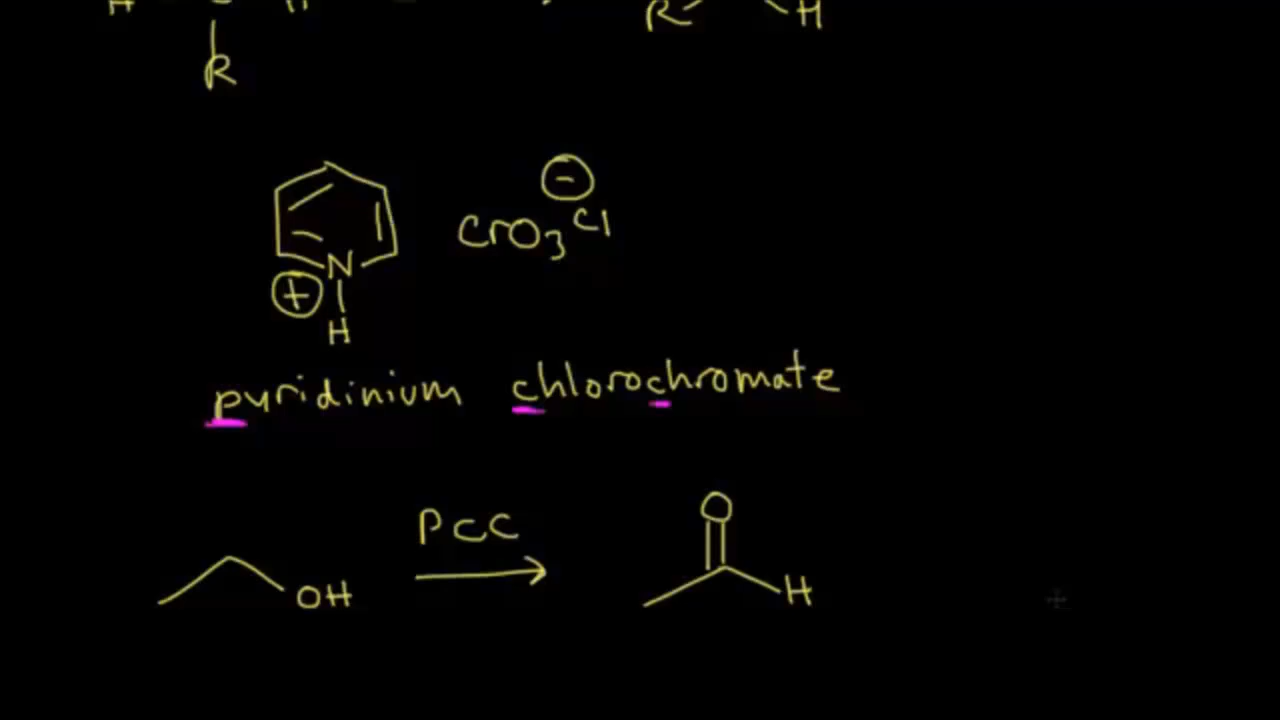 H H R H
R
− 
CrO3Cl
N
+
H
pyridinium chlorochromate
PCC
O
OH H